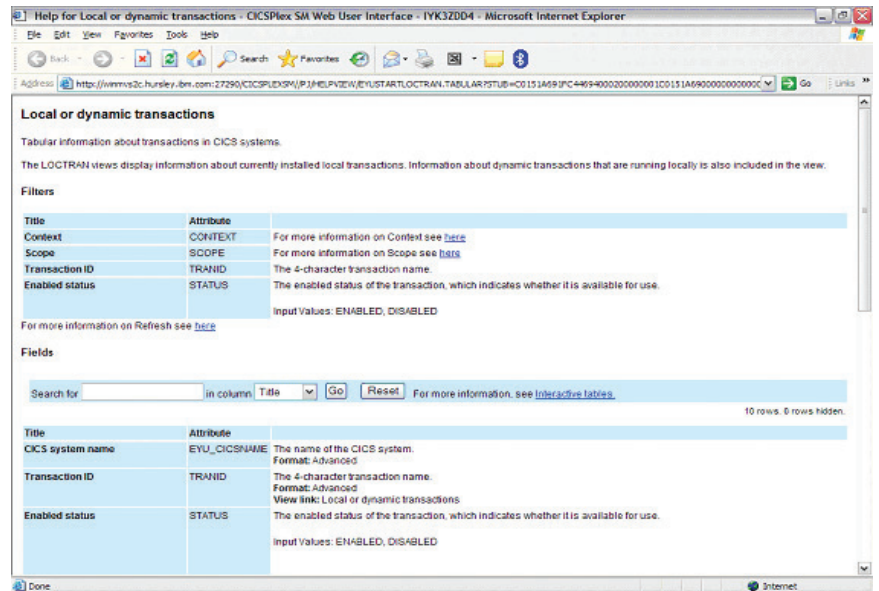 Help for Local or dynamic transactions - CICSPlex SM Web User Interface - IYK3ZDD4 - Microsoft Internet Explorer
File Edit View Favorites Tools Help
Back Search Favorites
Address Go Links
Local or dynamic transactions
Tabular information about transactions in CICS systems.
The LOCTRAN views display information about currently installed local transactions. Information about dynamic transactions that are running locally is also included in the view.
Filters
Title Attribute
Context CONTEXT For more information on Context see here
Scope SCOPE For more information on Scope see here
Transaction ID TRANID The 4-character transaction name.
Enabled status STATUS The enabled status of the transaction, which indicates whether it is available for use.
Input Values: ENABLED, DISABLED
For more information on Refresh see here
Fields
Search for in column Title Go Reset For more information, see Interactive tables.
10 rows. 0 rows hidden.
Title Attribute
CICS system name EYU_CICSNAME The name of the CICS system.
Format: Advanced
Transaction ID TRANID The 4-character transaction name.
Format: Advanced
View link: Local or dynamic transactions
Enabled status STATUS The enabled status of the transaction, which indicates whether it is available for use.
Input Values: ENABLED, DISABLED
Done Internet